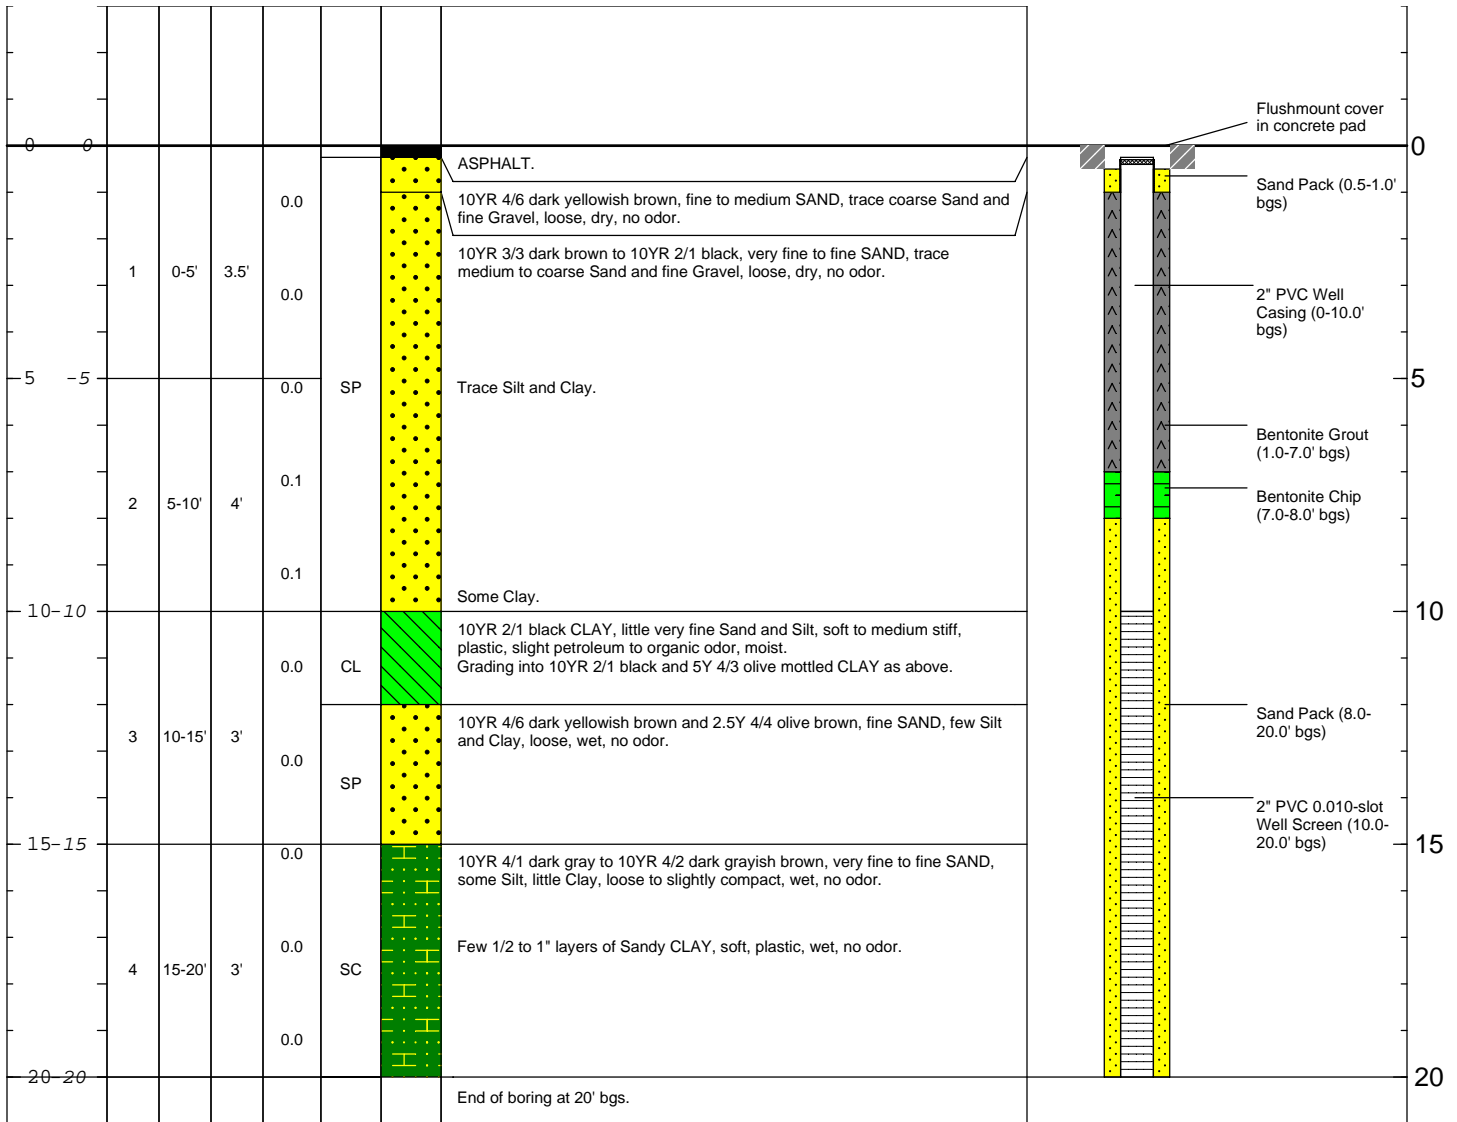 Flushmount cover
in concrete pad
0
0
0
ASPHALT.
Sand Pack (0.5-1.0'
bgs)
0.0
10YR 4/6 dark yellowish brown, fine to medium SAND, trace coarse Sand and
fine Gravel, loose, dry, no odor.
10YR 3/3 dark brown to 10YR 2/1 black, very fine to fine SAND, trace
medium to coarse Sand and fine Gravel, loose, dry, no odor.
1
0-5'
3.5'
0.0
2" PVC Well
Casing (0-10.0'
bgs)
5
-5
0.0
SP
Trace Silt and Clay.
5
Bentonite Grout
(1.0-7.0' bgs)
0.1
2
5-10'
4'
Bentonite Chip
(7.0-8.0' bgs)
0.1
Some Clay.
10
-10
10
10YR 2/1 black CLAY, little very fine Sand and Silt, soft to medium stiff,
plastic, slight petroleum to organic odor, moist.
Grading into 10YR 2/1 black and 5Y 4/3 olive mottled CLAY as above.
0.0
CL
10YR 4/6 dark yellowish brown and 2.5Y 4/4 olive brown, fine SAND, few Silt
and Clay, loose, wet, no odor.
Sand Pack (8.0-
20.0' bgs)
3
10-15'
3'
0.0
SP
2" PVC 0.010-slot
Well Screen (10.0-
20.0' bgs)
15
-15
0.0
15
10YR 4/1 dark gray to 10YR 4/2 dark grayish brown, very fine to fine SAND,
some Silt, little Clay, loose to slightly compact, wet, no odor.
0.0
Few 1/2 to 1" layers of Sandy CLAY, soft, plastic, wet, no odor.
4
15-20'
3'
SC
0.0
20
-20
20
End of boring at 20' bgs.